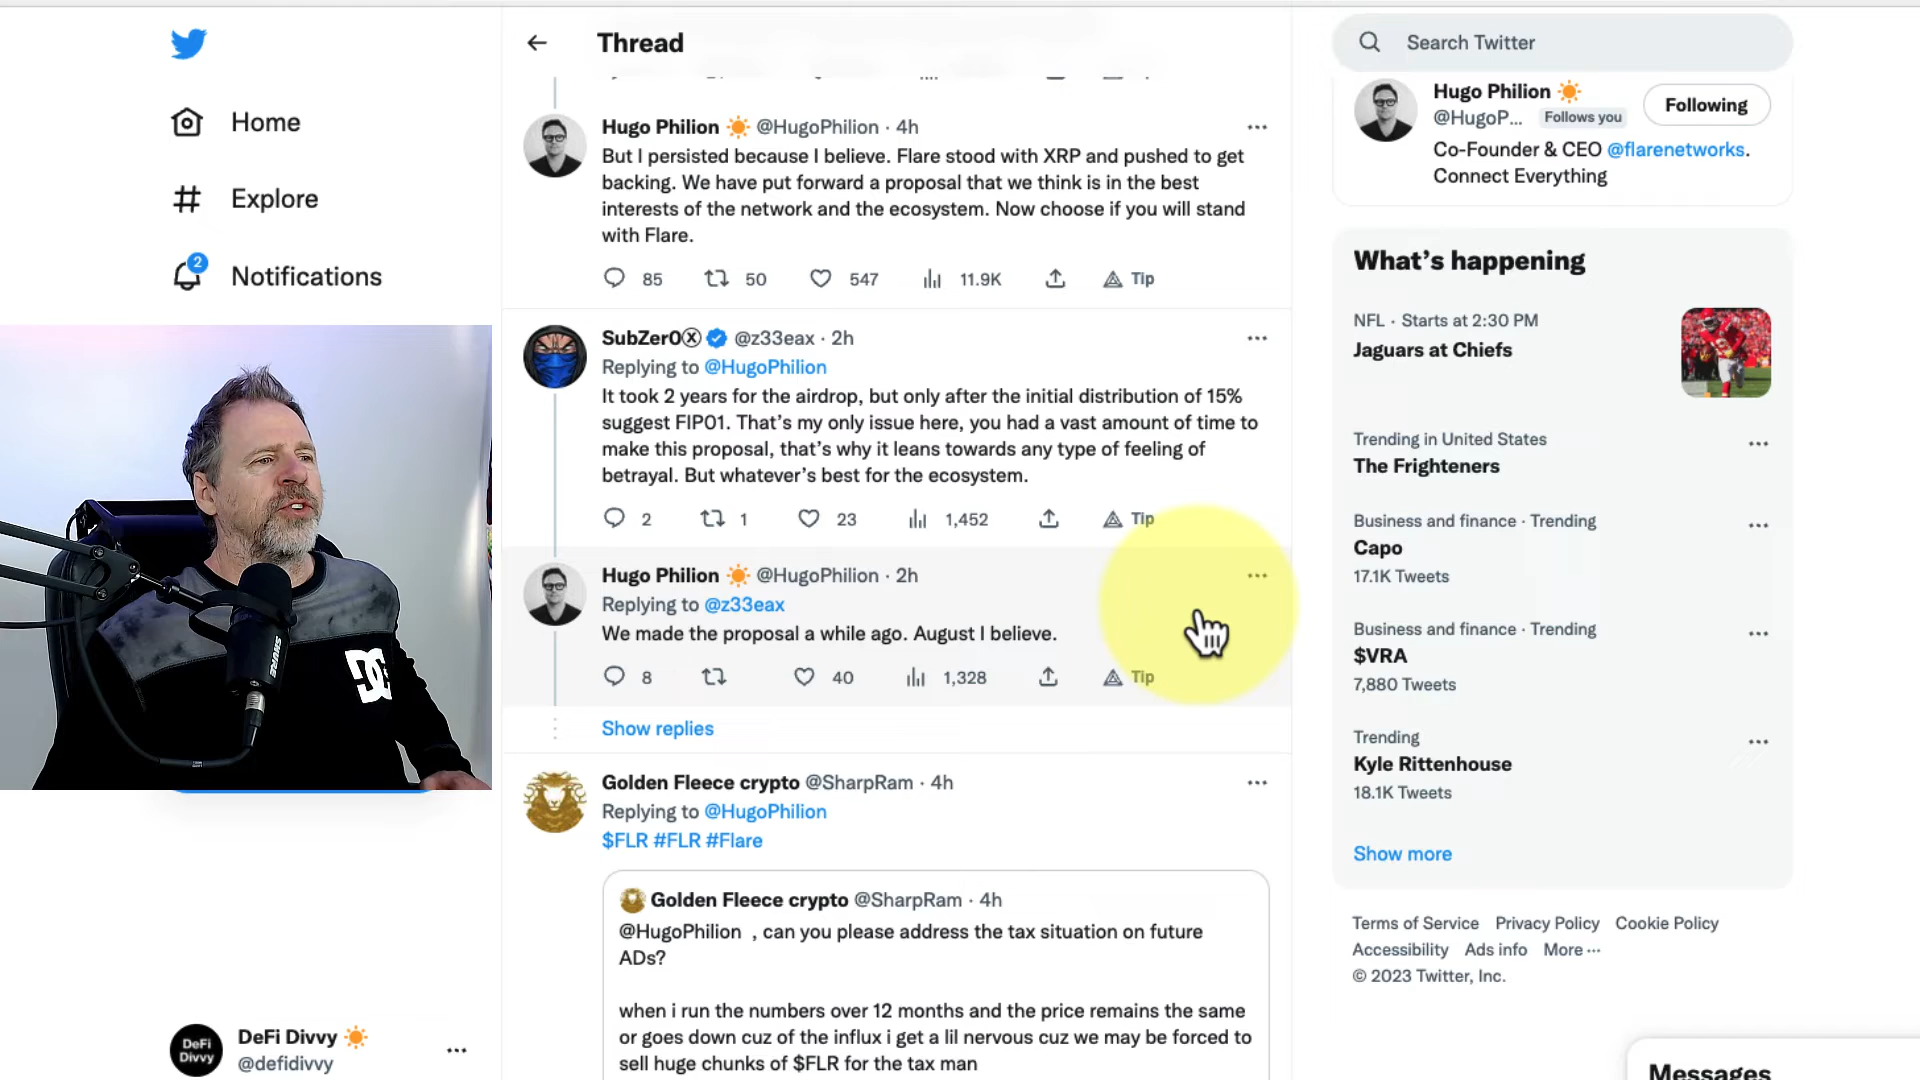 Thread
Search Twitter
Home
Explore
2
Notifications
Hugo Philion @HugoPhilion · 4h
But I persisted because I believe. Flare stood with XRP and pushed to get
backing. We have put forward a proposal that we think is in the best
interests of the network and the ecosystem. Now choose if you will stand
with Flare.
85 50 547 11.9K Tip
SubZer0Ⓧ @z33eax · 2h
Replying to @HugoPhilion
It took 2 years for the airdrop, but only after the initial distribution of 15%
suggest FIP01. That's my only issue here, you had a vast amount of time to
make this proposal, that's why it leans towards any type of feeling of
betrayal. But whatever's best for the ecosystem.
2 1 23 1,452 Tip
Hugo Philion @HugoPhilion · 2h
Replying to @z33eax
We made the proposal a while ago. August I believe.
8 40 1,328 Tip
Show replies
Golden Fleece crypto @SharpRam · 4h
Replying to @HugoPhilion
$FLR #FLR #Flare
Golden Fleece crypto @SharpRam · 4h
@HugoPhilion , can you please address the tax situation on future
ADs?
when i run the numbers over 12 months and the price remains the same
or goes down cuz of the influx i get a lil nervous cuz we may be forced to
sell huge chunks of $FLR for the tax man
Hugo Philion
@HugoP... Follows you
Following
Co-Founder & CEO @flarenetworks.
Connect Everything
What's happening
NFL · Starts at 2:30 PM
Jaguars at Chiefs
Trending in United States
The Frighteners
Business and finance · Trending
Capo
17.1K Tweets
Business and finance · Trending
$VRA
7,880 Tweets
Trending
Kyle Rittenhouse
18.1K Tweets
Show more
Terms of Service Privacy Policy Cookie Policy
Accessibility Ads info More ···
© 2023 Twitter, Inc.
Messages
DeFi
Divvy
DeFi Divvy
@defidivvy
DC
SHURE